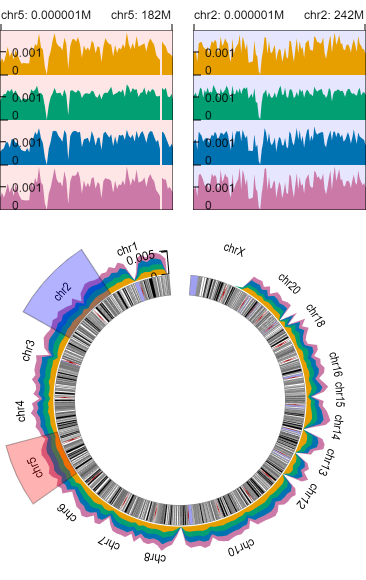 chr5: 0.000001M chr5: 182M chr2: 0.000001M chr2: 242M
0.001 0.001
0 0
0.001 0.001
0 0
0.001 0.001
0 0
0.001 0.001
0 0
chr1 chrX
0.005
0
chr2 chr20
chr18
chr3 chr16
chr15
chr4 chr14
chr5 chr13
chr6 chr12
chr7 chr10
chr8